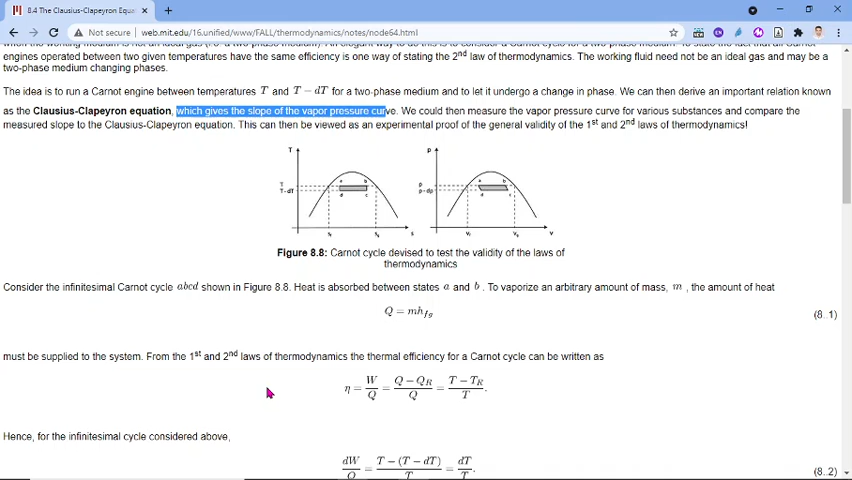 8.4 The Clausius-Clapeyron Equa
Not secure | web.mit.edu/16.unified/www/FALL/thermodynamics/notes/node64.html
engines operated between two given temperatures have the same efficiency is one way of stating the 2nd law of thermodynamics. The working fluid need not be an ideal gas and may be a
two-phase medium changing phases.
The idea is to run a Carnot engine between temperatures T and T − dT for a two-phase medium and to let it undergo a change in phase. We can then derive an important relation known
as the Clausius-Clapeyron equation, which gives the slope of the vapor pressure curve. We could then measure the vapor pressure curve for various substances and compare the
measured slope to the Clausius-Clapeyron equation. This can then be viewed as an experimental proof of the general validity of the 1st and 2nd laws of thermodynamics!
T
a b
T
T-dT
d c
s
P
a b
p
p-dp
d c
v
Figure 8.8: Carnot cycle devised to test the validity of the laws of
thermodynamics
Consider the infinitesimal Carnot cycle abcd shown in Figure 8.8. Heat is absorbed between states a and b . To vaporize an arbitrary amount of mass, m , the amount of heat
Q = mh_fg (8..1)
must be supplied to the system. From the 1st and 2nd laws of thermodynamics the thermal efficiency for a Carnot cycle can be written as
η = W/Q = (Q − Q_R)/Q = (T − T_R)/T.
Hence, for the infinitesimal cycle considered above,
dW/Q = (T − (T − dT))/T = dT/T. (8..2)